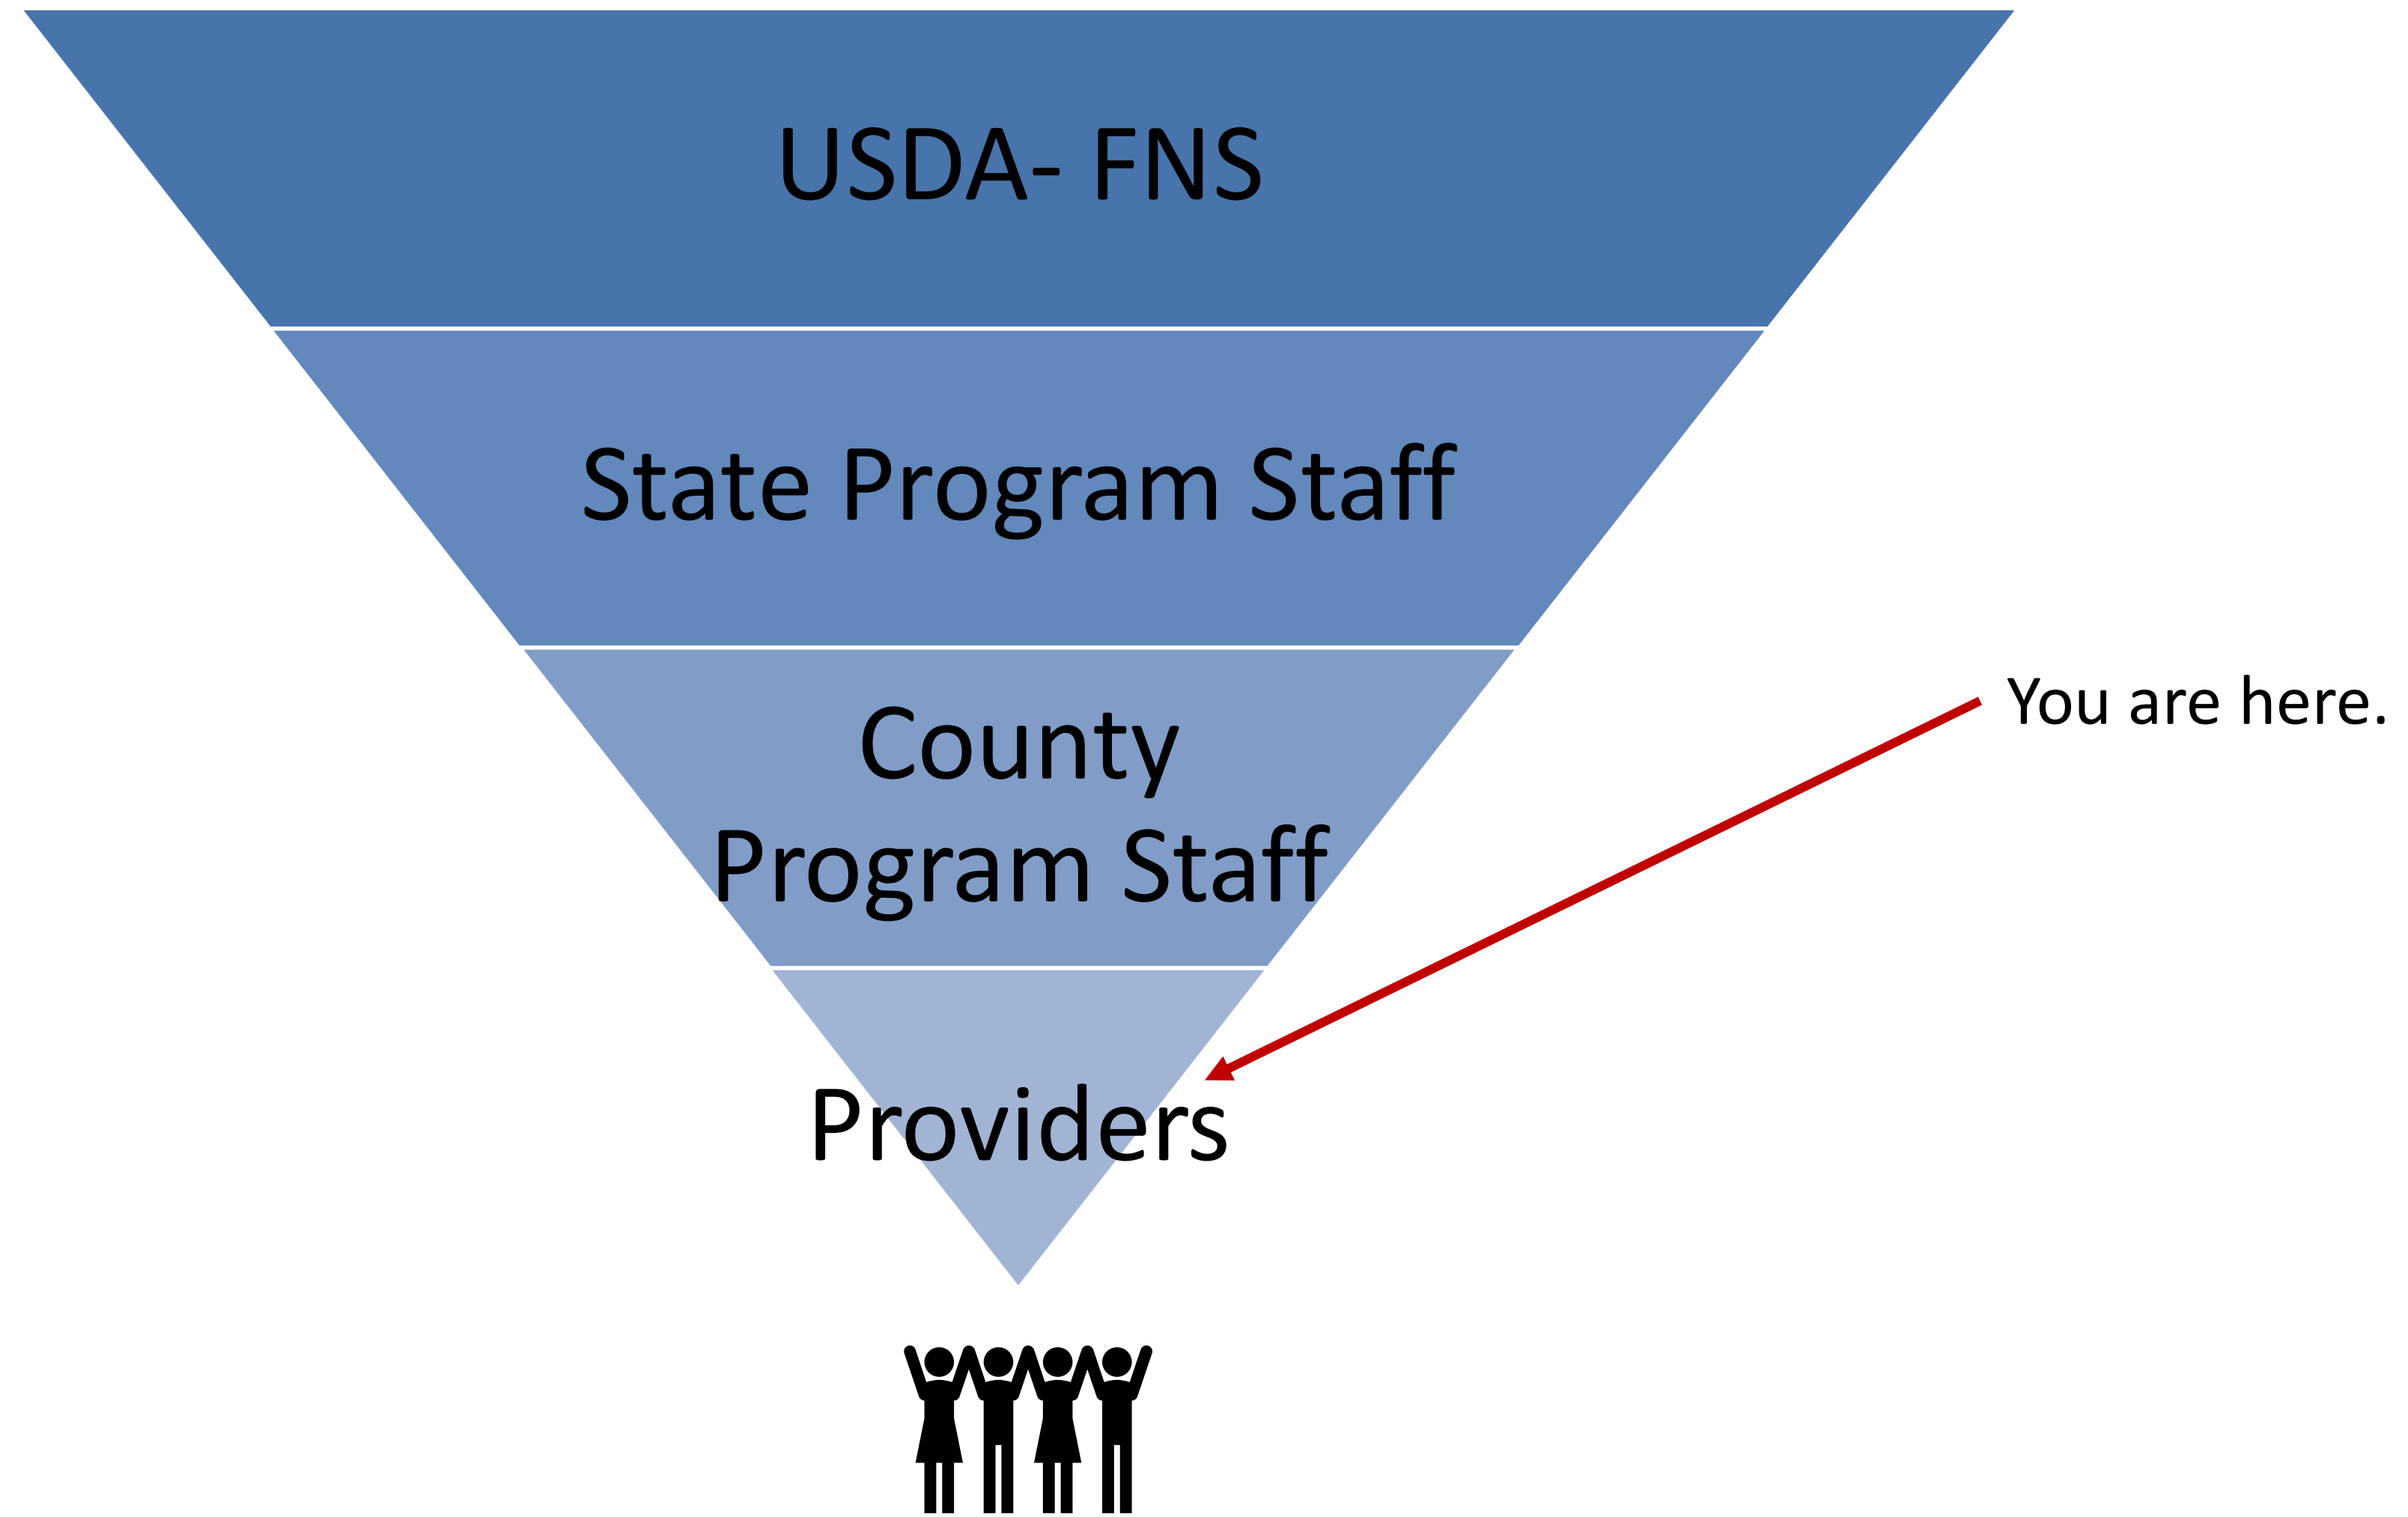 USDA- FNS
State Program Staff
You are here.
County
Program Staff
Providers